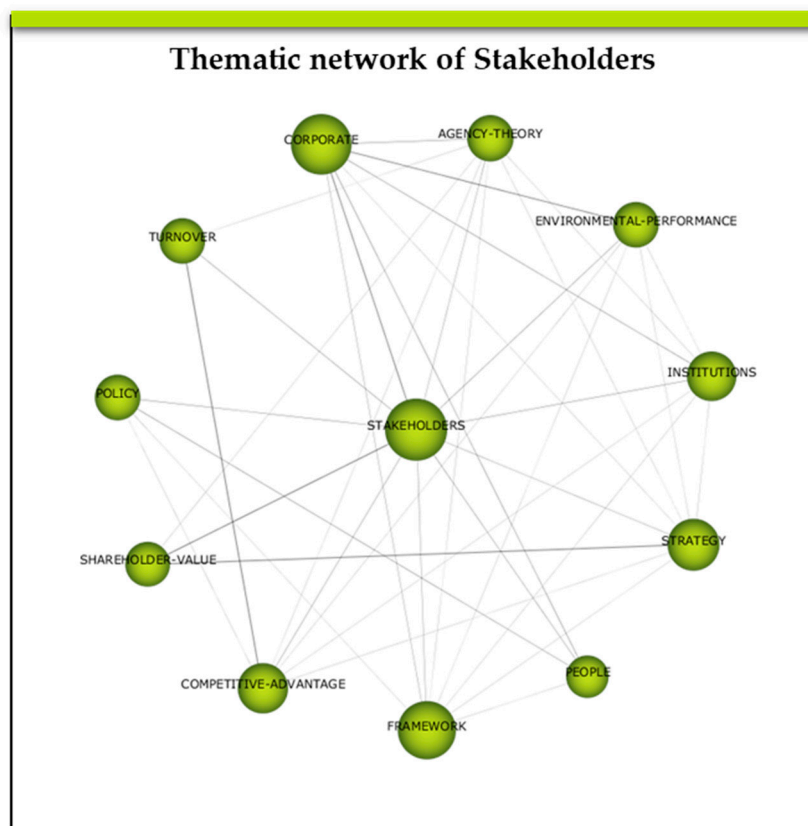 Thematic network of Stakeholders
CORPORATE
AGENCY-THEORY
ENVIRONMENTAL-PERFORMANCE
TURNOVER
INSTITUTIONS
POLICY
STAKEHOLDERS
STRATEGY
SHAREHOLDER-VALUE
PEOPLE
COMPETITIVE-ADVANTAGE
FRAMEWORK